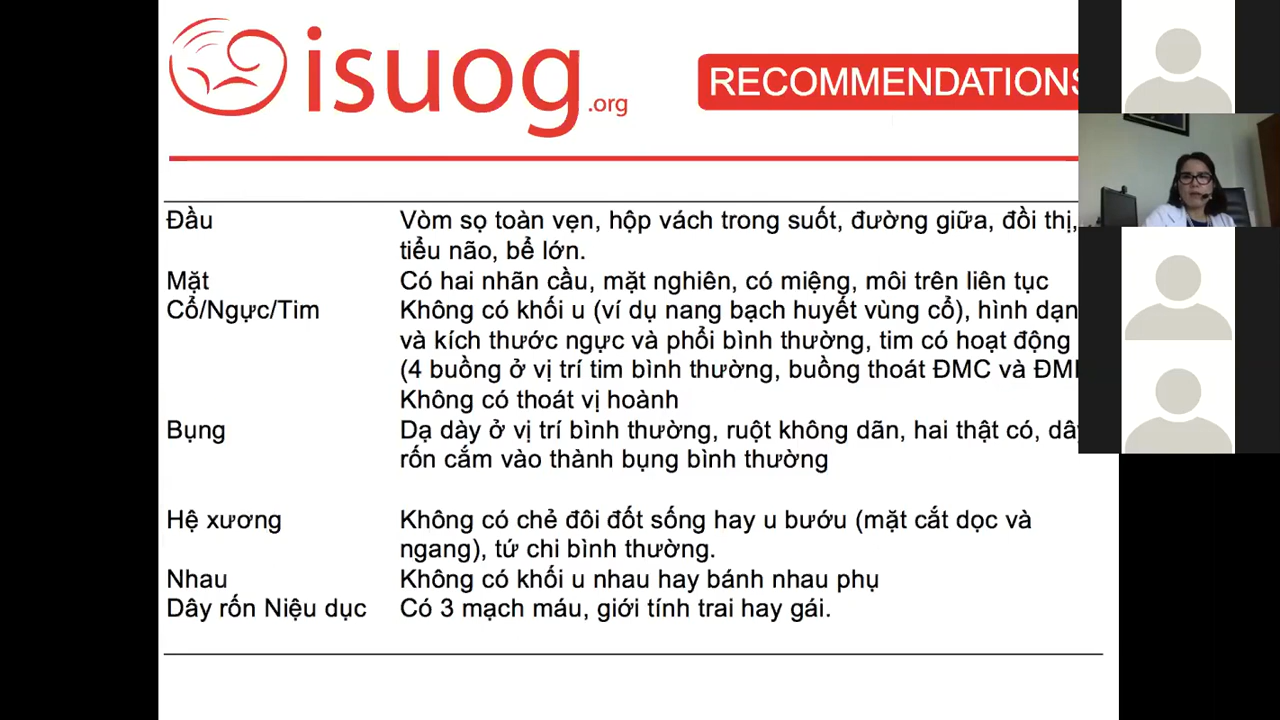 isuog.org
RECOMMENDATIONS
Đầu Vòm sọ toàn vẹn, hộp vách trong suốt, đường giữa, đồi thị,
tiểu não, bể lớn.
Mặt Có hai nhãn cầu, mặt nghiên, có miệng, môi trên liên tục
Cổ/Ngực/Tim Không có khối u (ví dụ nang bạch huyết vùng cổ), hình dạn
và kích thước ngực và phổi bình thường, tim có hoạt động
(4 buồng ở vị trí tim bình thường, buồng thoát ĐMC và
Không có thoát vị hoành
Bụng Dạ dày ở vị trí bình thường, ruột không dãn, hai thật có, dây
rốn cắm vào thành bụng bình thường
Hệ xương Không có chẻ đôi đốt sống hay u bướu (mặt cắt dọc và
ngang), tứ chi bình thường.
Nhau Không có khối u nhau hay bánh nhau phụ
Dây rốn Niệu dục Có 3 mạch máu, giới tính trai hay gái.